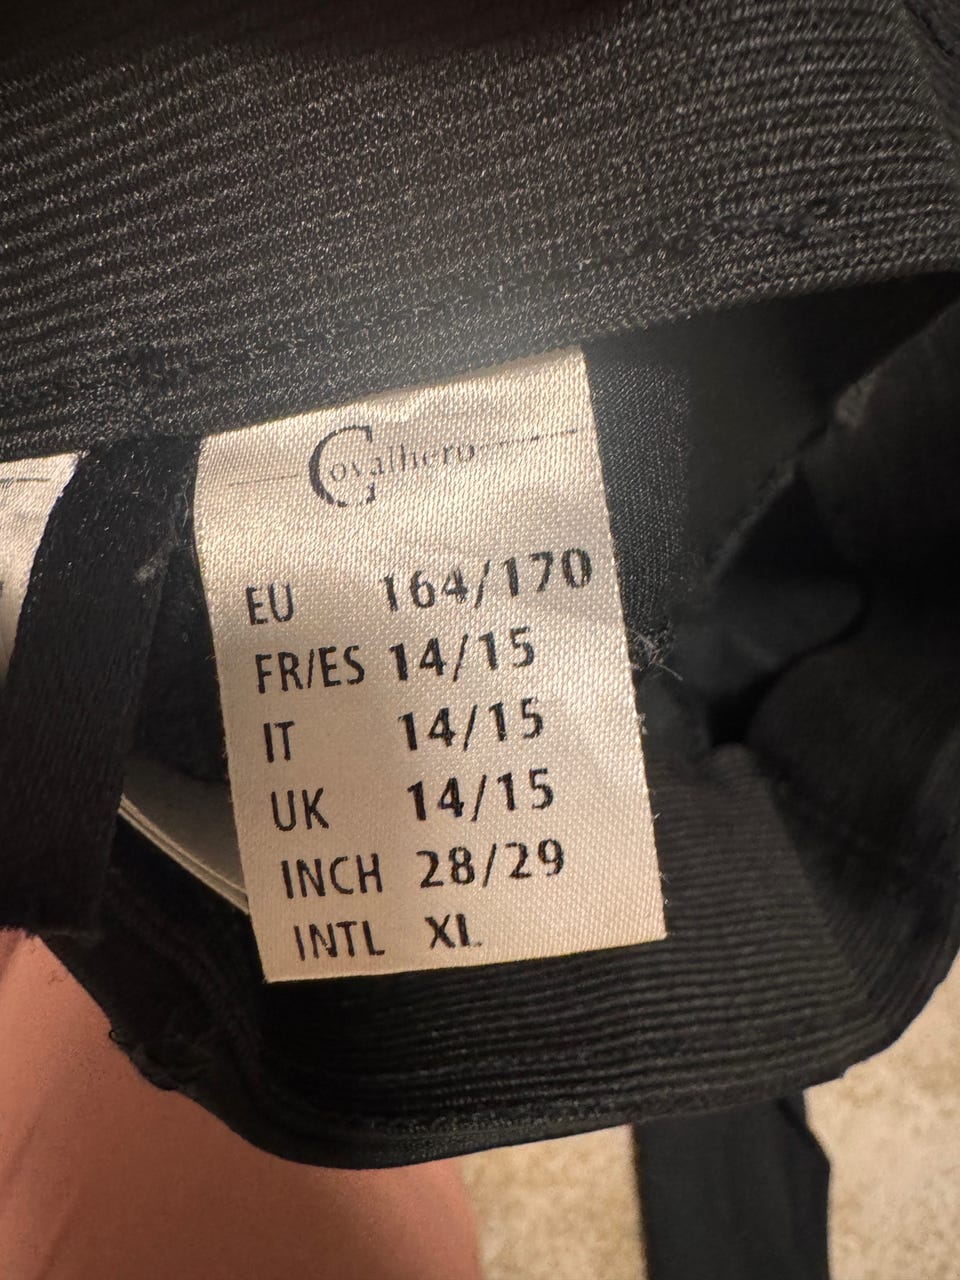 Covalliero
EU 164/170
FR/ES 14/15
IT 14/15
UK 14/15
INCH 28/29
INTL XL